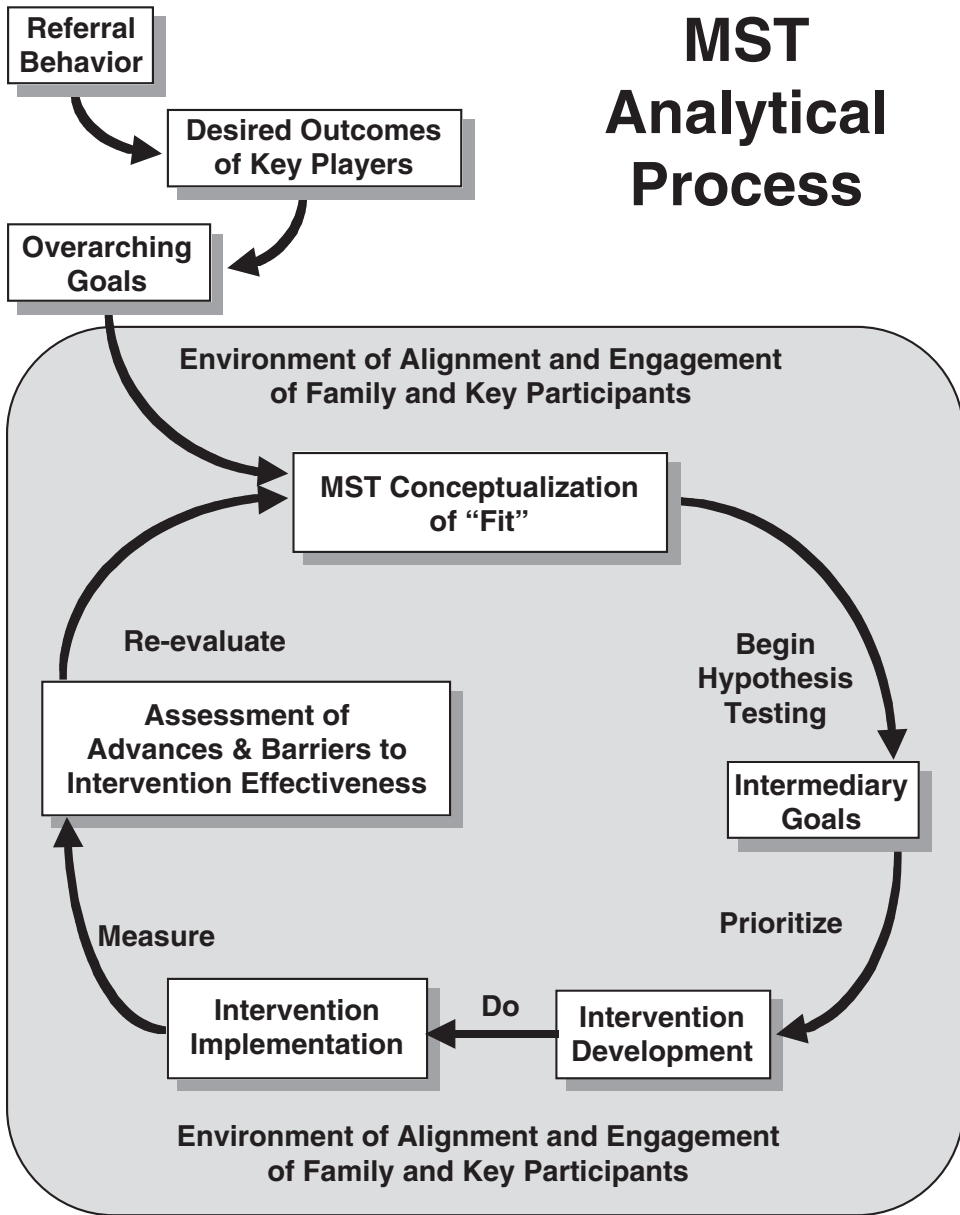 MST
Analytical
Process
Referral
Behavior
Desired Outcomes
of Key Players
Overarching
Goals
Environment of Alignment and Engagement
of Family and Key Participants
MST Conceptualization
of “Fit”
Begin
Hypothesis
Testing
Intermediary
Goals
Prioritize
Intervention
Development
Do
Intervention
Implementation
Measure
Assessment of
Advances & Barriers to
Intervention Effectiveness
Re-evaluate
Environment of Alignment and Engagement
of Family and Key Participants